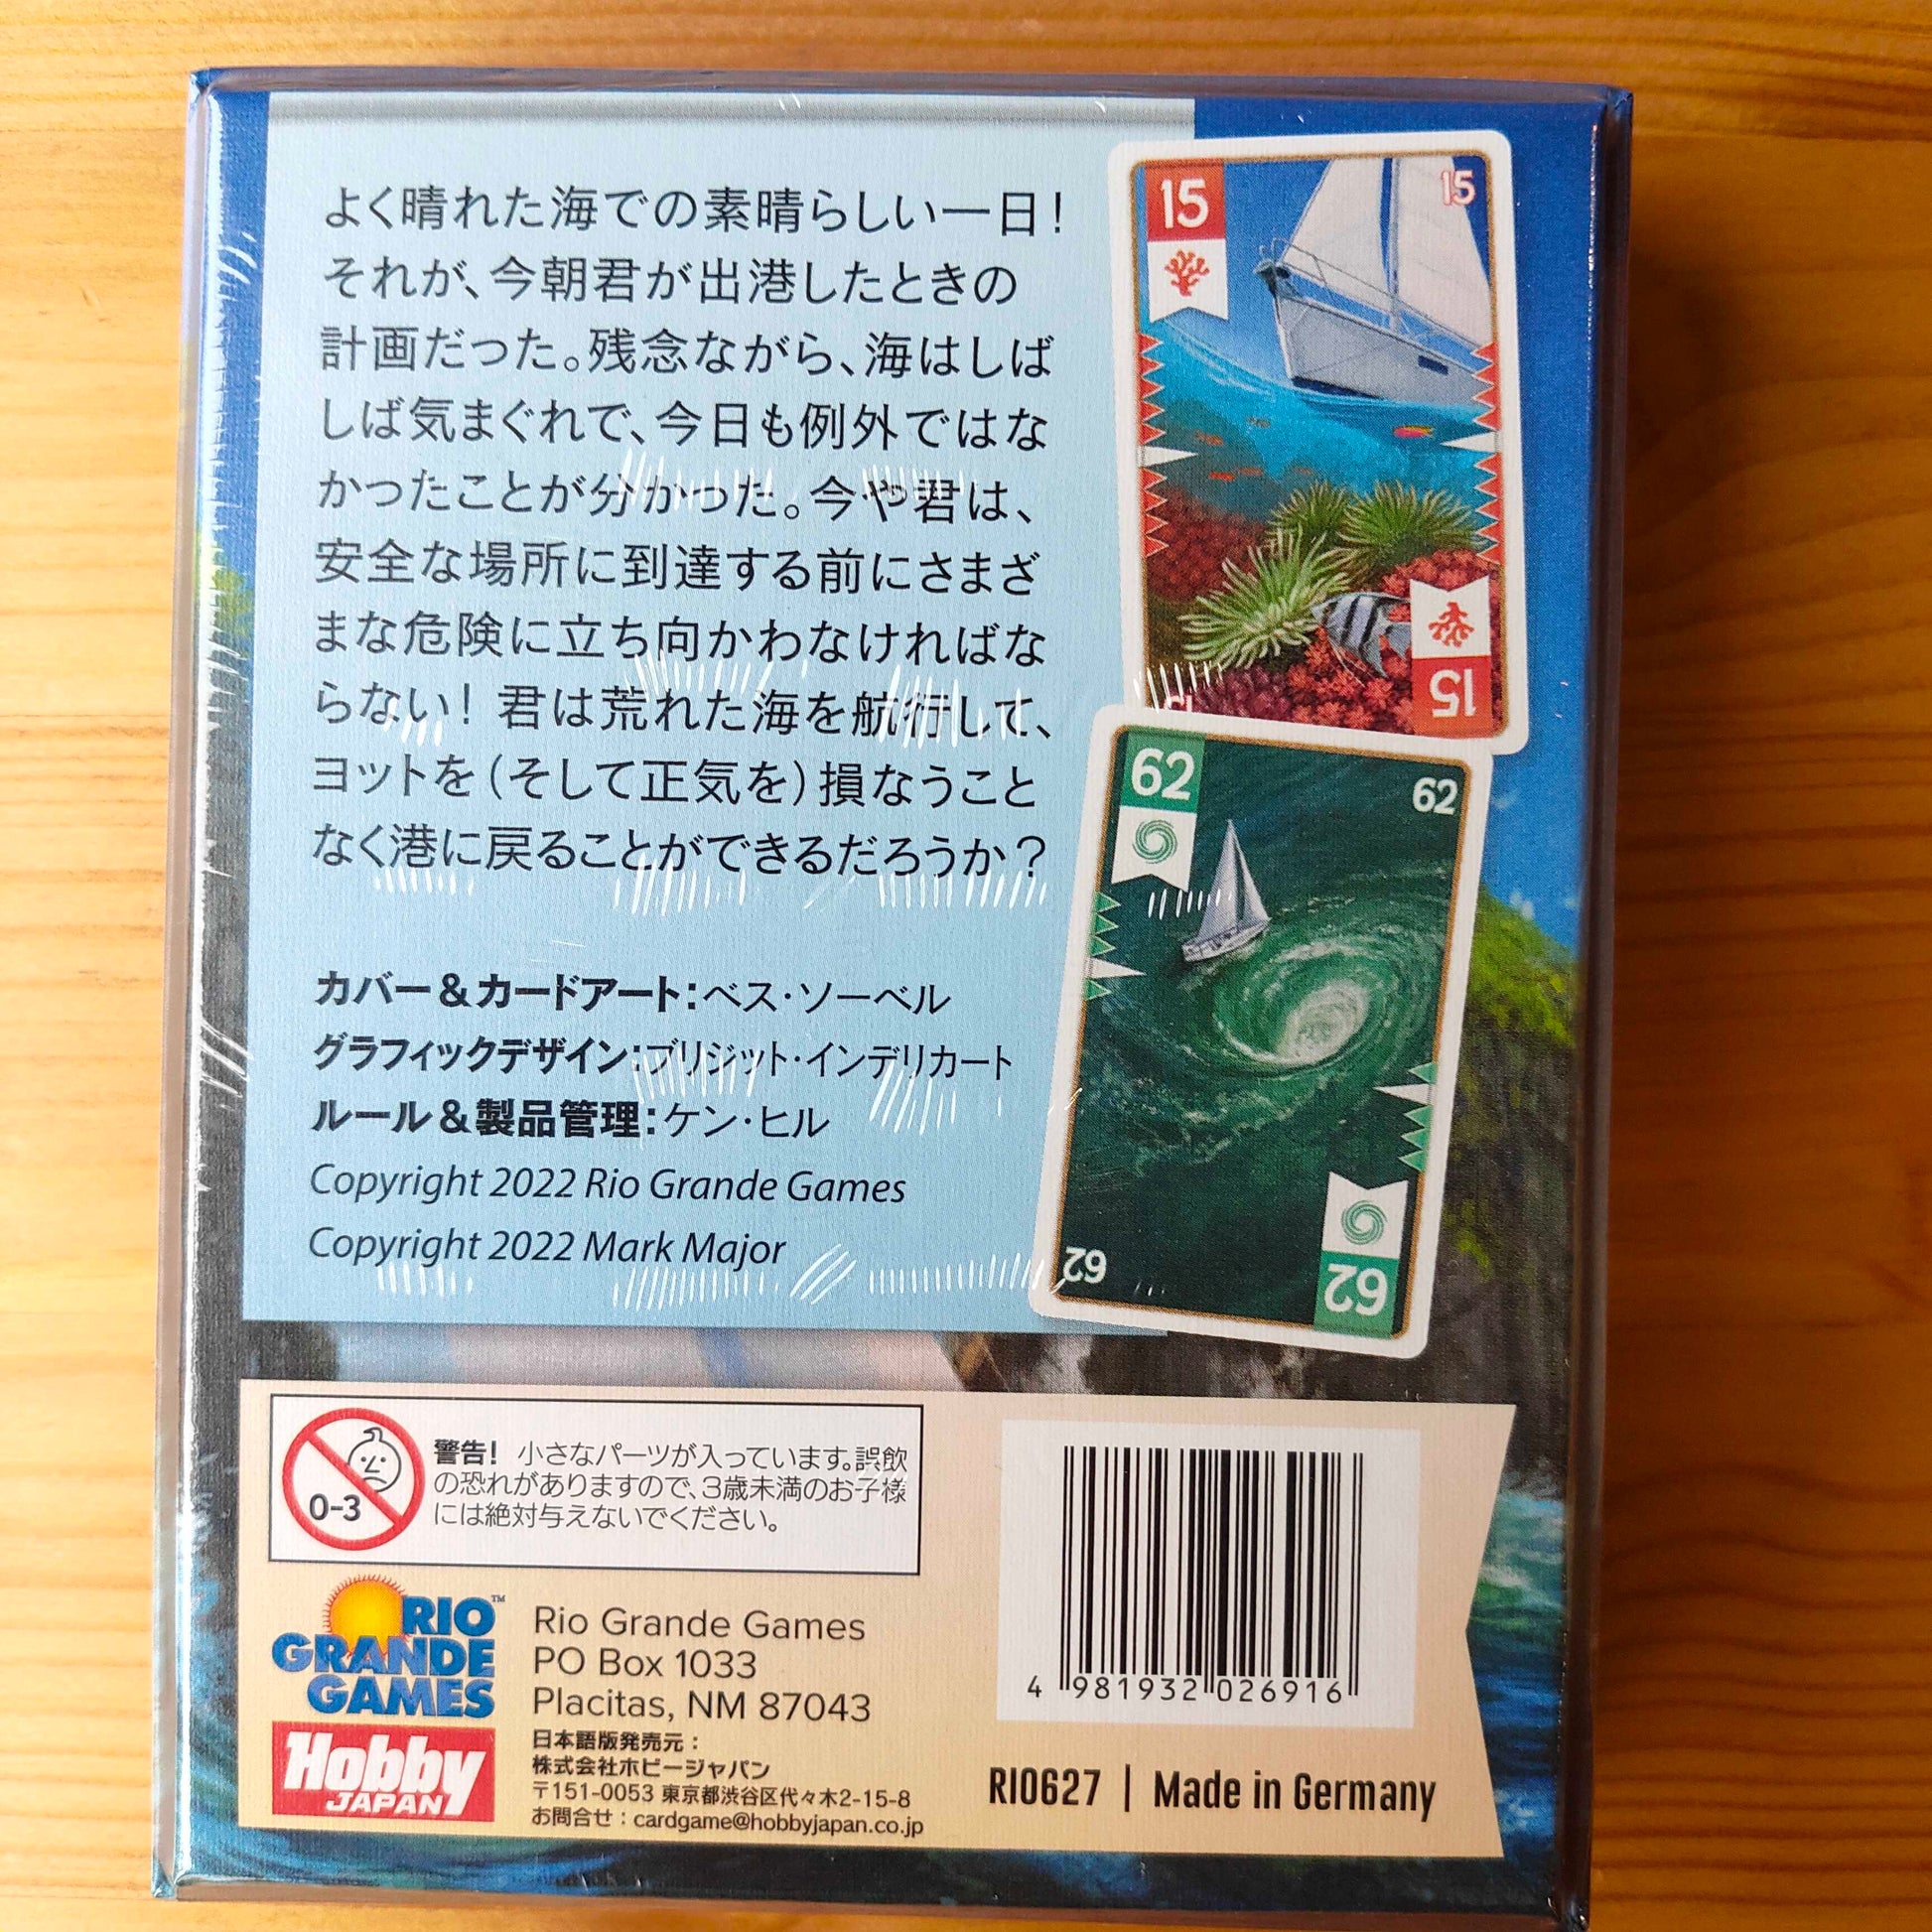 よく晴れた海での素晴らしい一日！
それが、今朝君が出港したときの
計画だった。残念ながら、海はしば
しば気まぐれで、今日も例外ではな
かったことが分かった。今や君は、
安全な場所に到達する前にさまざ
まな危険に立ち向かわなければな
らない！ 君は荒れた海を航行して、
ヨットを（そして正気を）損なうこと
なく港に戻ることができるだろうか？
カバー＆カードアート：ベス・ソーベル
グラフィックデザイン：ブリジット・インデリカート
ルール＆製品管理：ケン・ヒル
Copyright 2022 Rio Grande Games
Copyright 2022 Mark Major
15
15
15
15
62
62
62
62
0-3
警告！ 小さなパーツが入っています。誤飲
の恐れがありますので、3歳未満のお子様
には絶対与えないでください。
RIO™
GRANDE
GAMES
Hobby
JAPAN
Rio Grande Games
PO Box 1033
Placitas, NM 87043
日本語版発売元：
株式会社ホビージャパン
〒151-0053 東京都渋谷区代々木2-15-8
お問合せ：cardgame@hobbyjapan.co.jp
4 981932 026916
RIO627 | Made in Germany